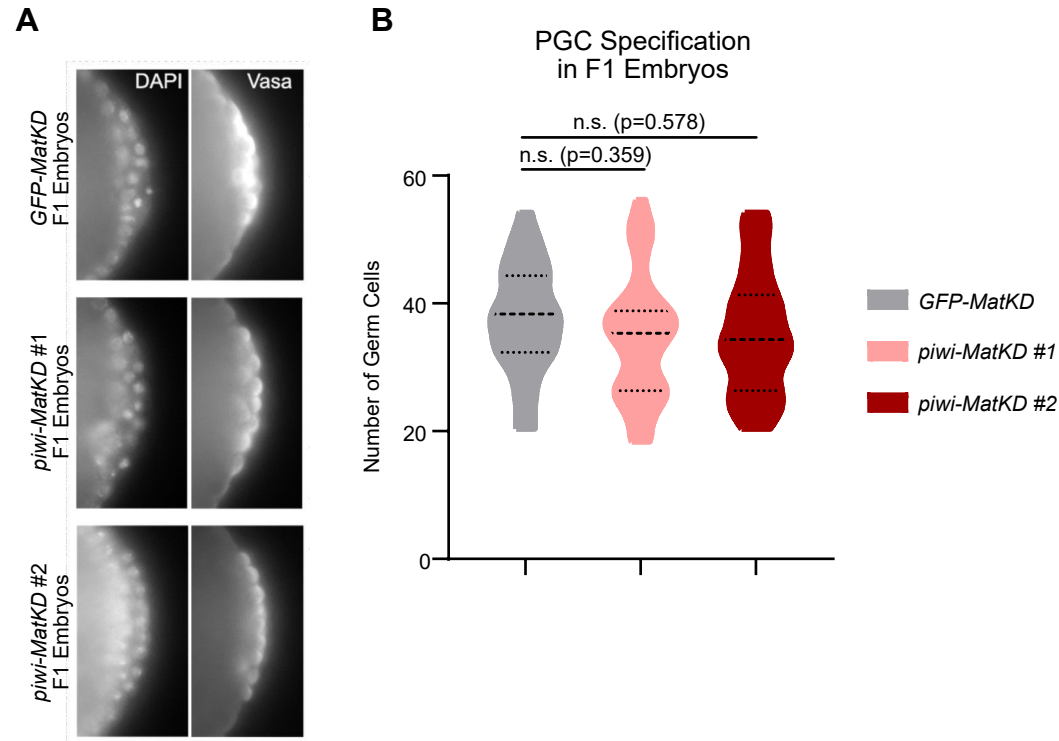 A
DAPI
Vasa
GFP-MatKD
F1 Embryos
piwi-MatKD #1
F1 Embryos
piwi-MatKD #2
F1 Embryos
B
PGC Specification
in F1 Embryos
n.s. (p=0.578)
n.s. (p=0.359)
Number of Germ Cells
60
40
20
0
GFP-MatKD
piwi-MatKD #1
piwi-MatKD #2